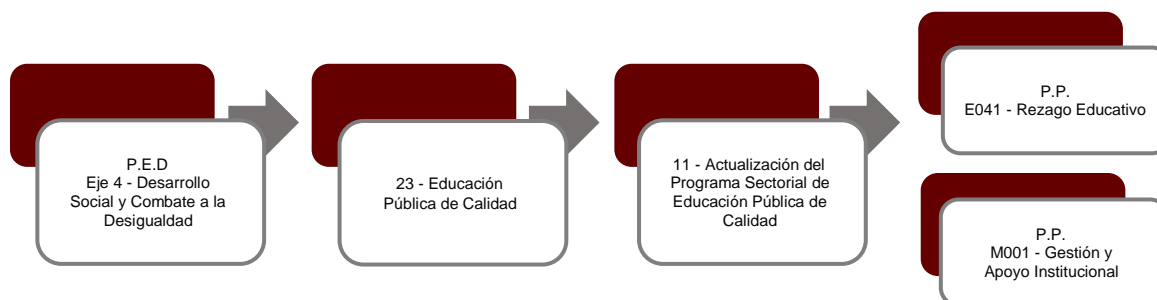 P.E.D
Eje 4 - Desarrollo
Social y Combate a la
Desigualdad
23 - Educación
Pública de Calidad
11 - Actualización del
Programa Sectorial de
Educación Pública de
Calidad
P.P.
E041 - Rezago Educativo
P.P.
M001 - Gestión y
Apoyo Institucional